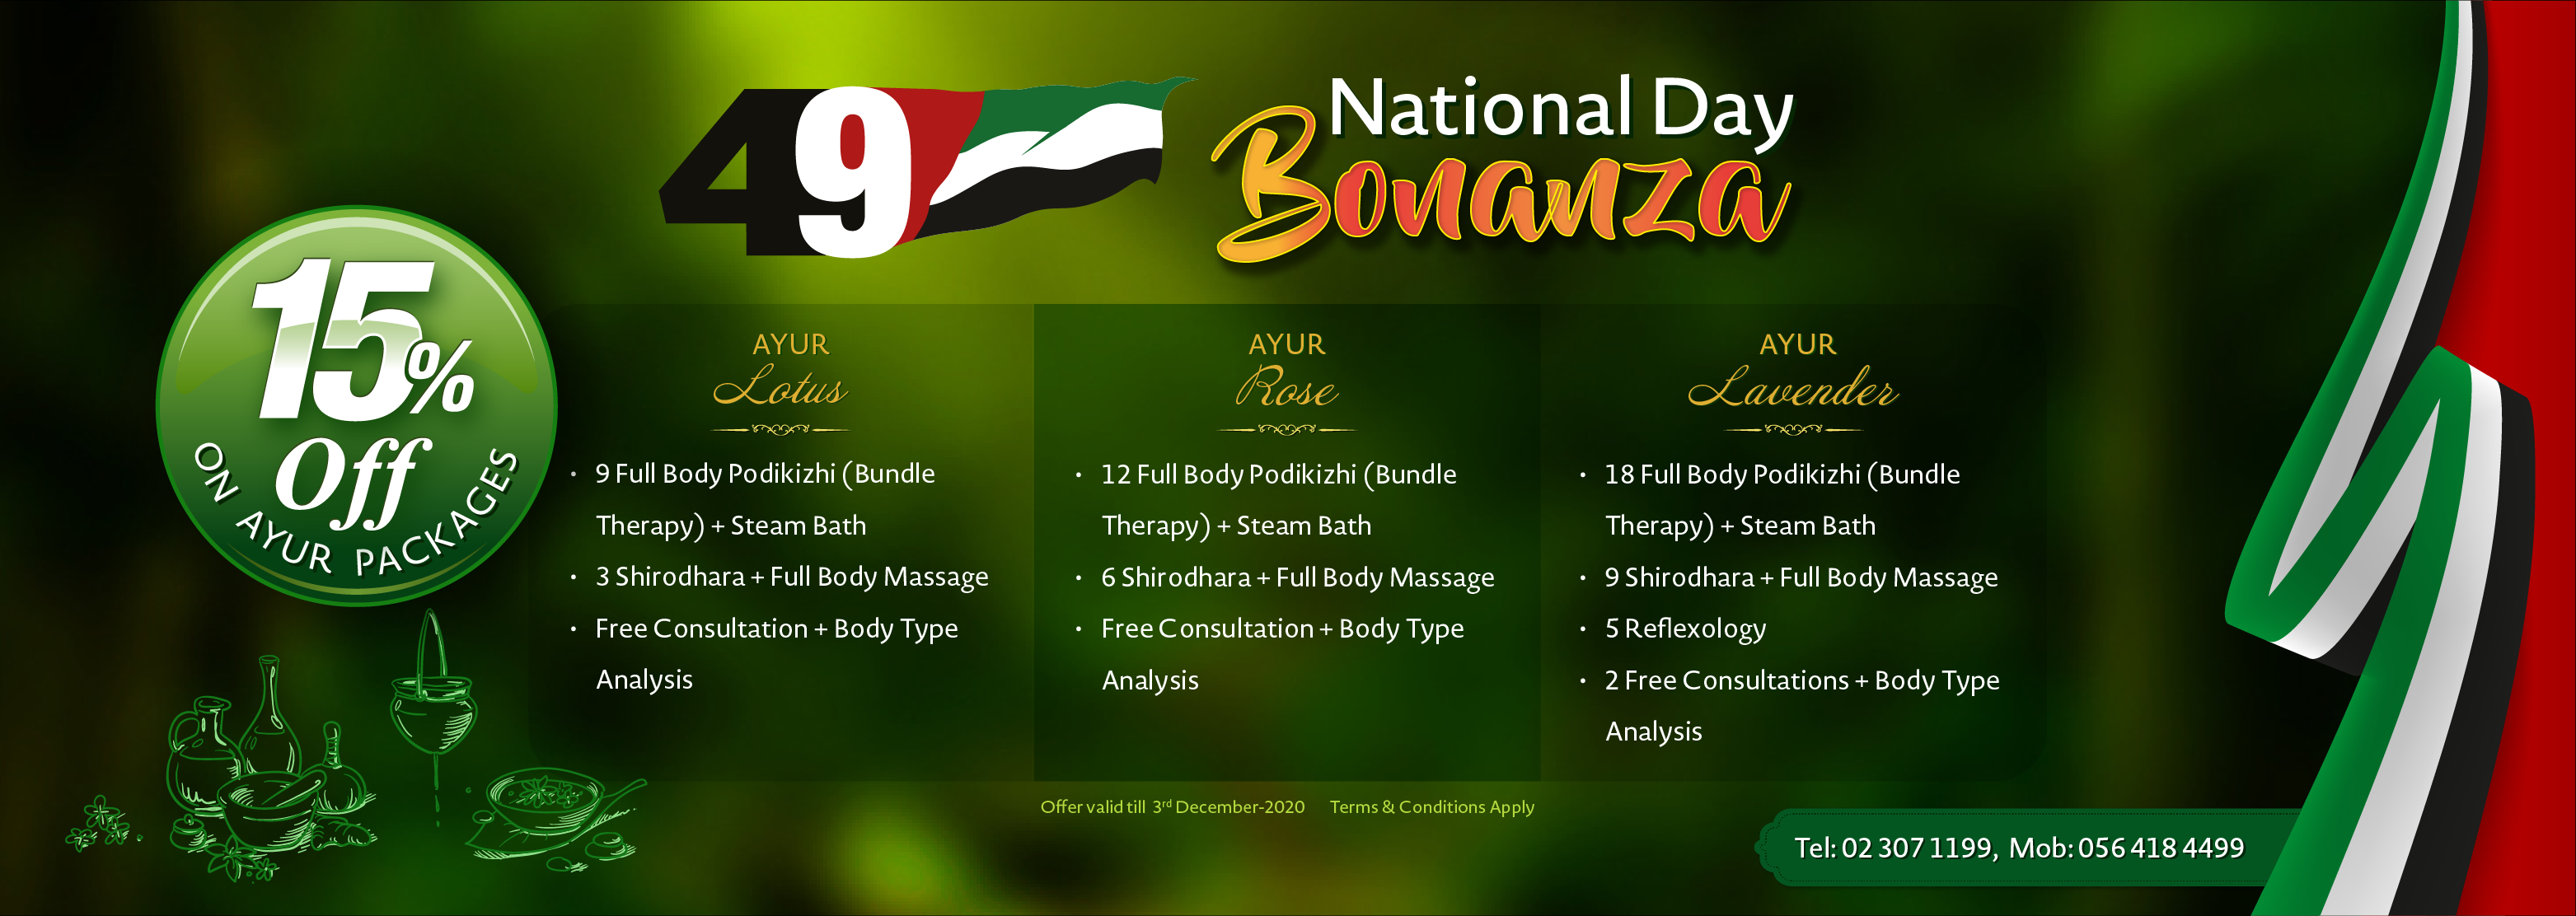 49
National Day
Bonanza
15%
Off
ON AYUR PACKAGES
AYUR
Lotus
• 9 Full Body Podikizhi (Bundle
Therapy) + Steam Bath
• 3 Shirodhara + Full Body Massage
• Free Consultation + Body Type
Analysis
AYUR
Rose
• 12 Full Body Podikizhi (Bundle
Therapy) + Steam Bath
• 6 Shirodhara + Full Body Massage
• Free Consultation + Body Type
Analysis
AYUR
Lavender
• 18 Full Body Podikizhi (Bundle
Therapy) + Steam Bath
• 9 Shirodhara + Full Body Massage
• 5 Reflexology
• 2 Free Consultations + Body Type
Analysis
Offer valid till 3rd December-2020 Terms & Conditions Apply
Tel: 02 307 1199, Mob: 056 418 4499